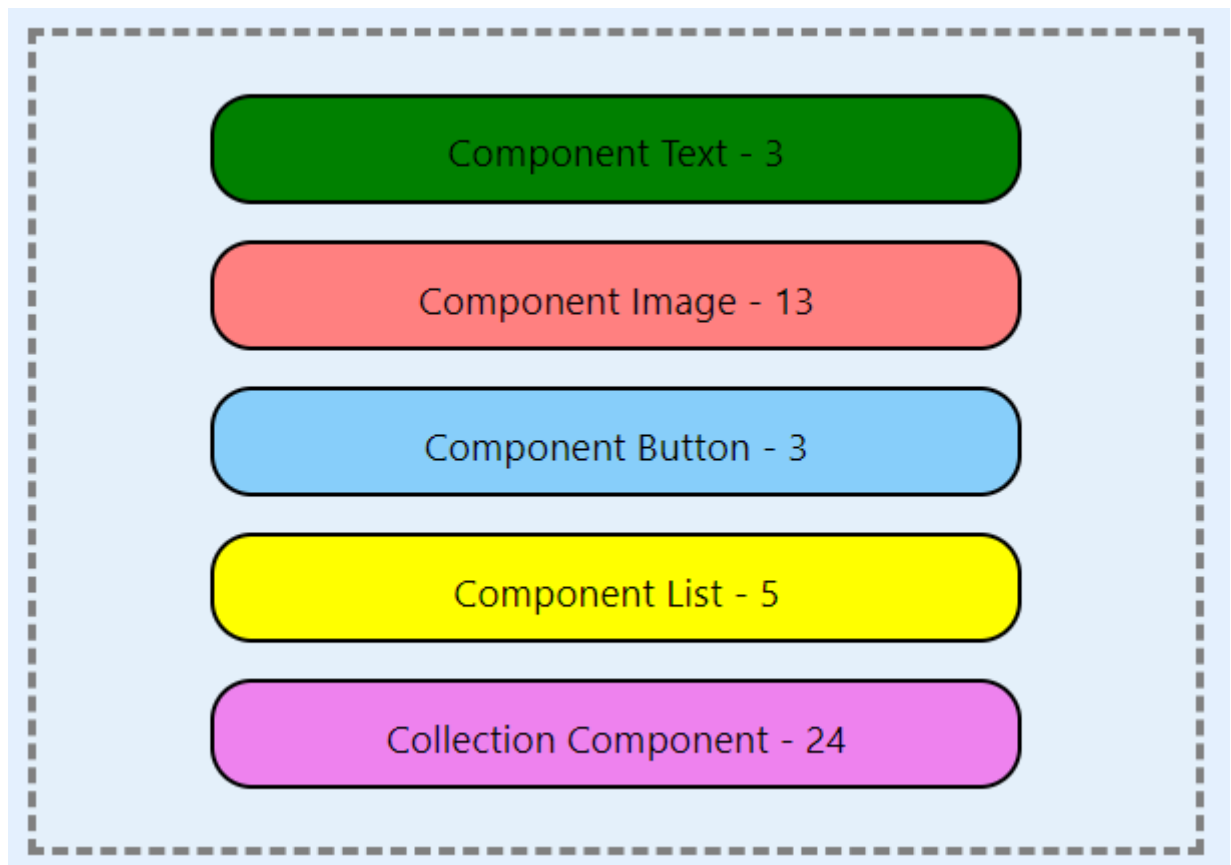 Component Text - 3
Component Image - 13
Component Button - 3
Component List - 5
Collection Component - 24